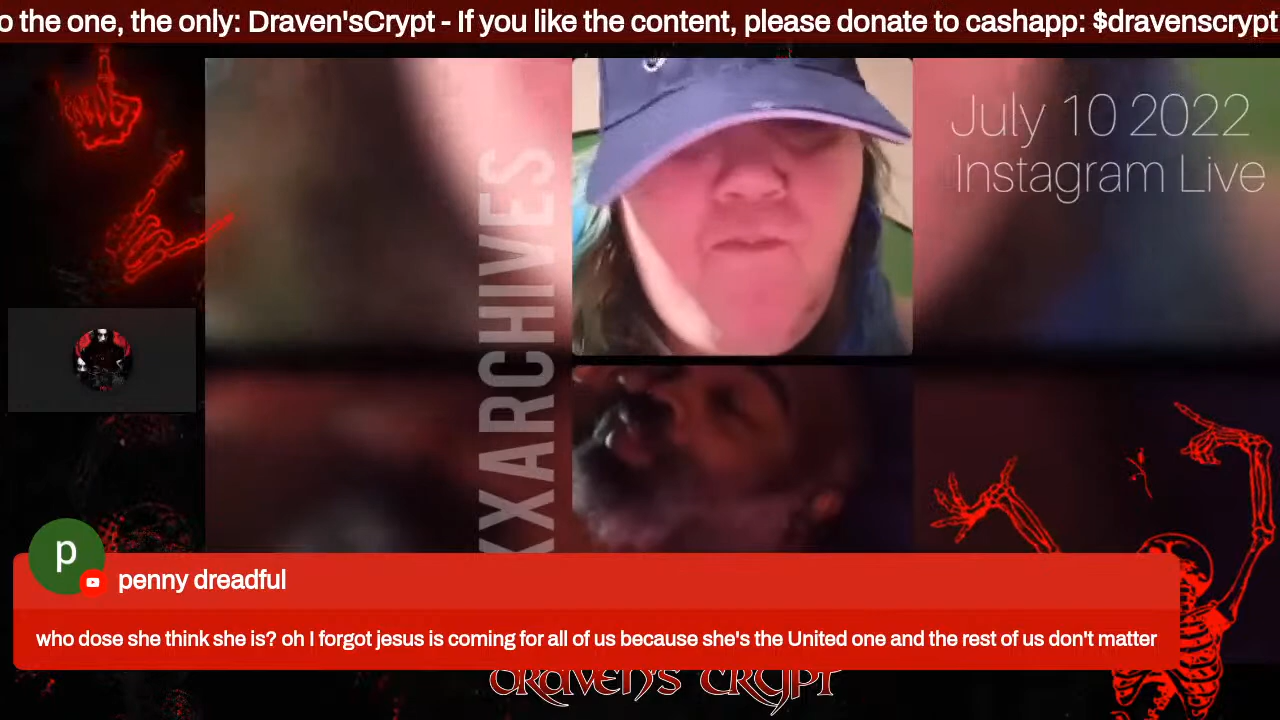 o the one, the only: Draven'sCrypt - If you like the content, please donate to cashapp: $dravenscrypt
July 10 2022
Instagram Live
XXARCHIVES
p
penny dreadful
who dose she think she is? oh I forgot jesus is coming for all of us because she's the United one and the rest of us don't matter
DRAVEN'S CRYPT